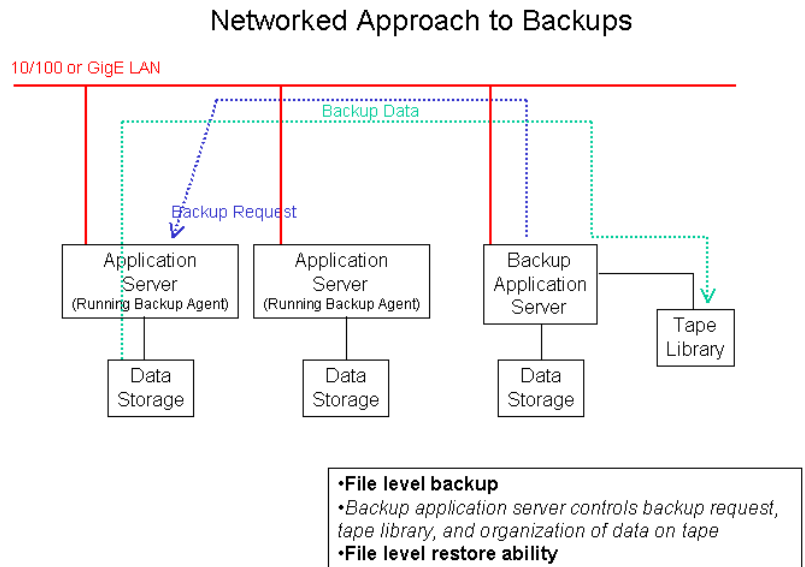 Networked Approach to Backups
10/100 or GigE LAN
Backup Data
Backup Request
Application
Server
(Running Backup Agent)
Application
Server
(Running Backup Agent)
Backup
Application
Server
Tape
Library
Data
Storage
Data
Storage
Data
Storage
•File level backup
•Backup application server controls backup request,
tape library, and organization of data on tape
•File level restore ability